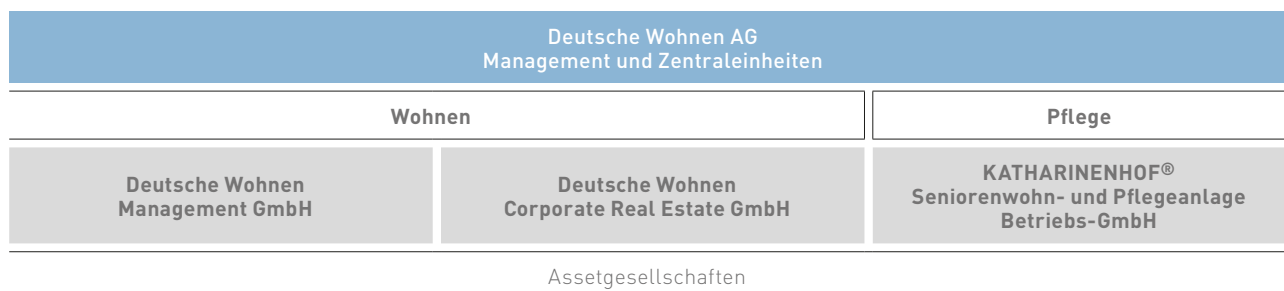 Deutsche Wohnen AG
Management und Zentraleinheiten
Wohnen
Pflege
Deutsche Wohnen
Management GmbH
Deutsche Wohnen
Corporate Real Estate GmbH
KATHARINENHOF®
Seniorenwohn- und Pflegeanlage
Betriebs-GmbH
Assetgesellschaften